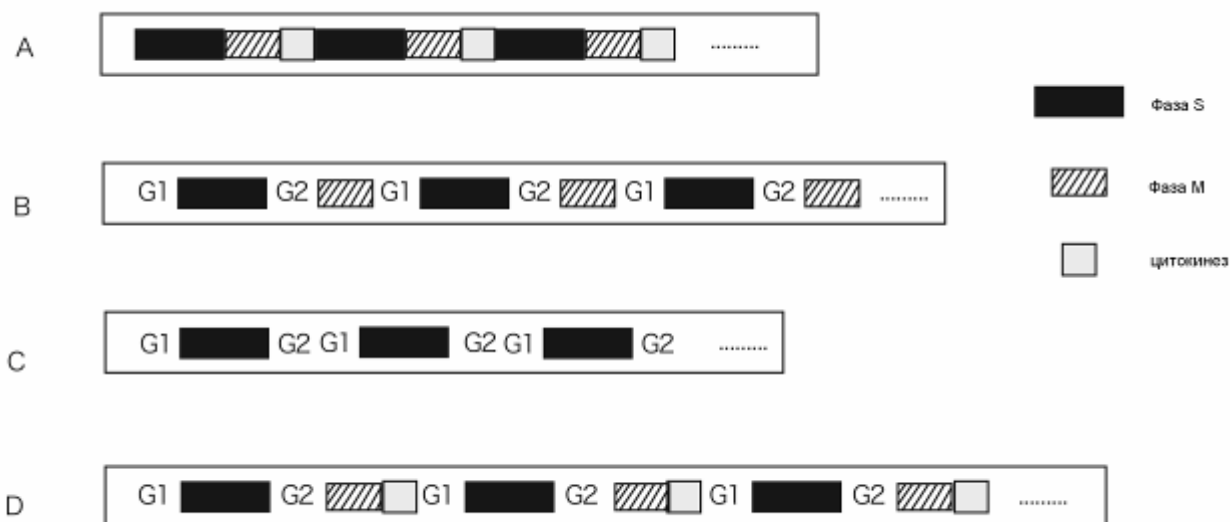 A .........
Фаза S
B G1 G2 G1 G2 G1 G2 .........
Фаза М
цитокинез
C G1 G2 G1 G2 G1 G2 .........
D G1 G2 G1 G2 G1 G2 .........